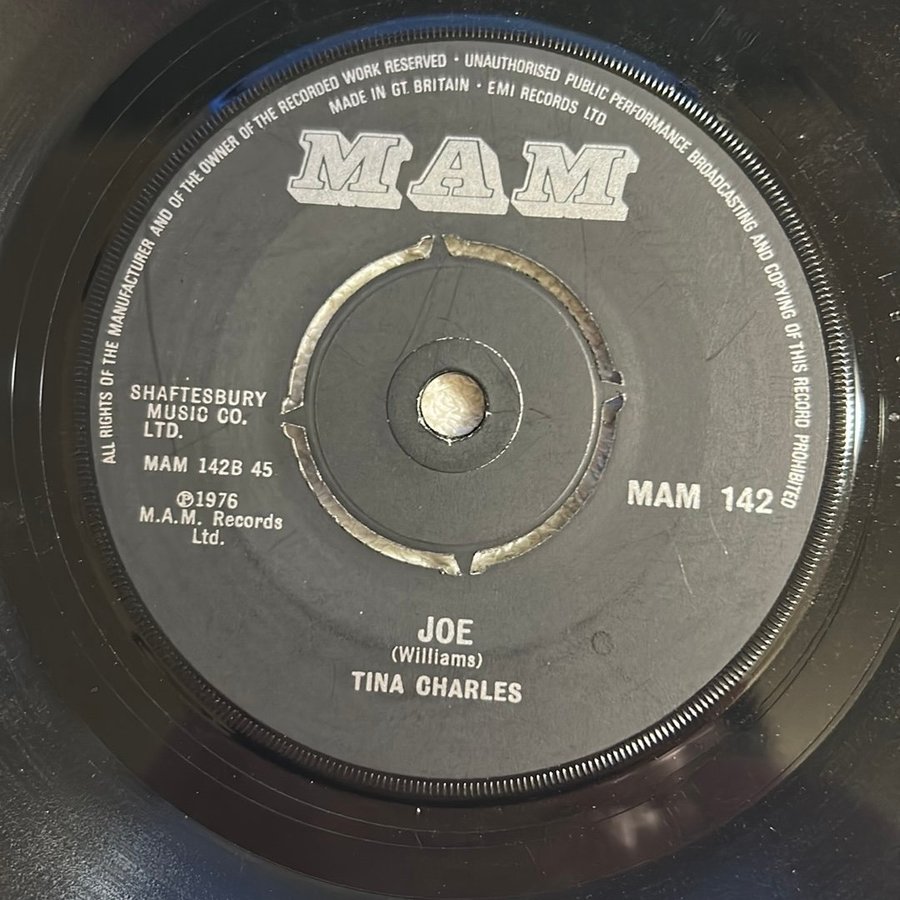 ALL RIGHTS OF THE MANUFACTURER AND OF THE OWNER OF THE RECORDED WORK RESERVED · UNAUTHORISED PUBLIC PERFORMANCE BROADCASTING AND COPYING OF THIS RECORD PROHIBITED
MADE IN GT. BRITAIN · EMI RECORDS LTD
MAM
SHAFTESBURY
MUSIC CO.
LTD.
MAM 142B 45
℗1976
M.A.M. Records
Ltd.
MAM 142
JOE
(Williams)
TINA CHARLES